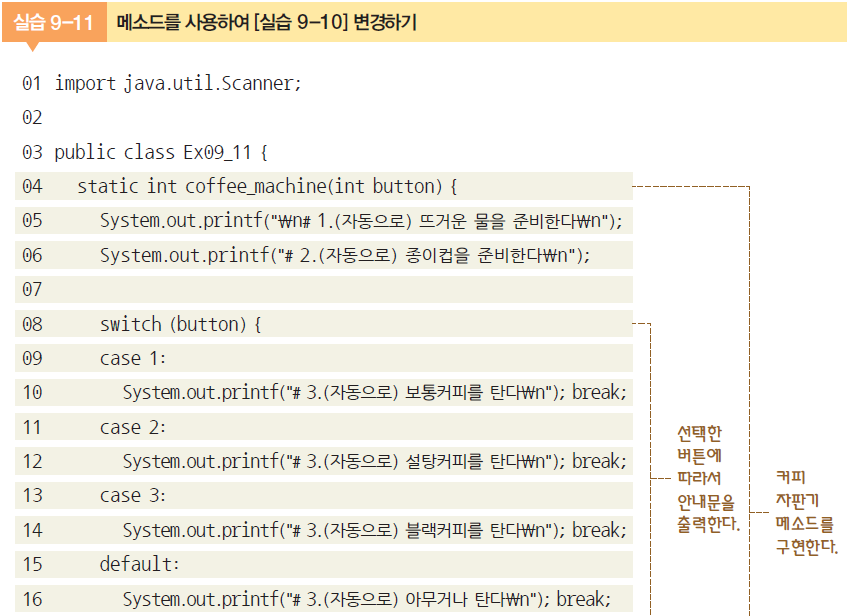 실습 9-11 메소드를 사용하여 [실습 9-10] 변경하기
01 import java.util.Scanner;
02
03 public class Ex09_11 {
04 static int coffee_machine(int button) {
05 System.out.printf("₩n# 1.(자동으로) 뜨거운 물을 준비한다₩n");
06 System.out.printf("# 2.(자동으로) 종이컵을 준비한다₩n");
07
08 switch (button) {
09 case 1:
10 System.out.printf("# 3.(자동으로) 보통커피를 탄다₩n"); break;
11 case 2:
12 System.out.printf("# 3.(자동으로) 설탕커피를 탄다₩n"); break;
13 case 3:
14 System.out.printf("# 3.(자동으로) 블랙커피를 탄다₩n"); break;
15 default:
16 System.out.printf("# 3.(자동으로) 아무거나 탄다₩n"); break;
선택한
버튼에
따라서
안내문을
출력한다.
커피
자판기
메소드를
구현한다.